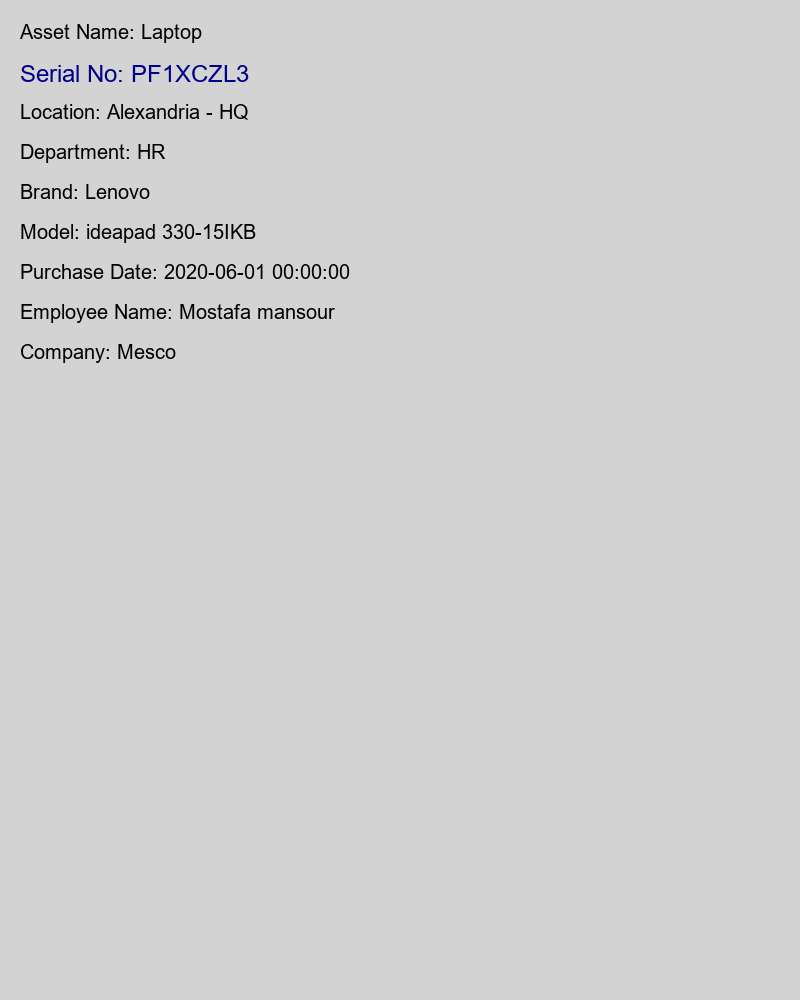 Asset Name: Laptop
Serial No: PF1XCZL3
Location: Alexandria - HQ
Department: HR
Brand: Lenovo
Model: ideapad 330-15IKB
Purchase Date: 2020-06-01 00:00:00
Employee Name: Mostafa mansour
Company: Mesco